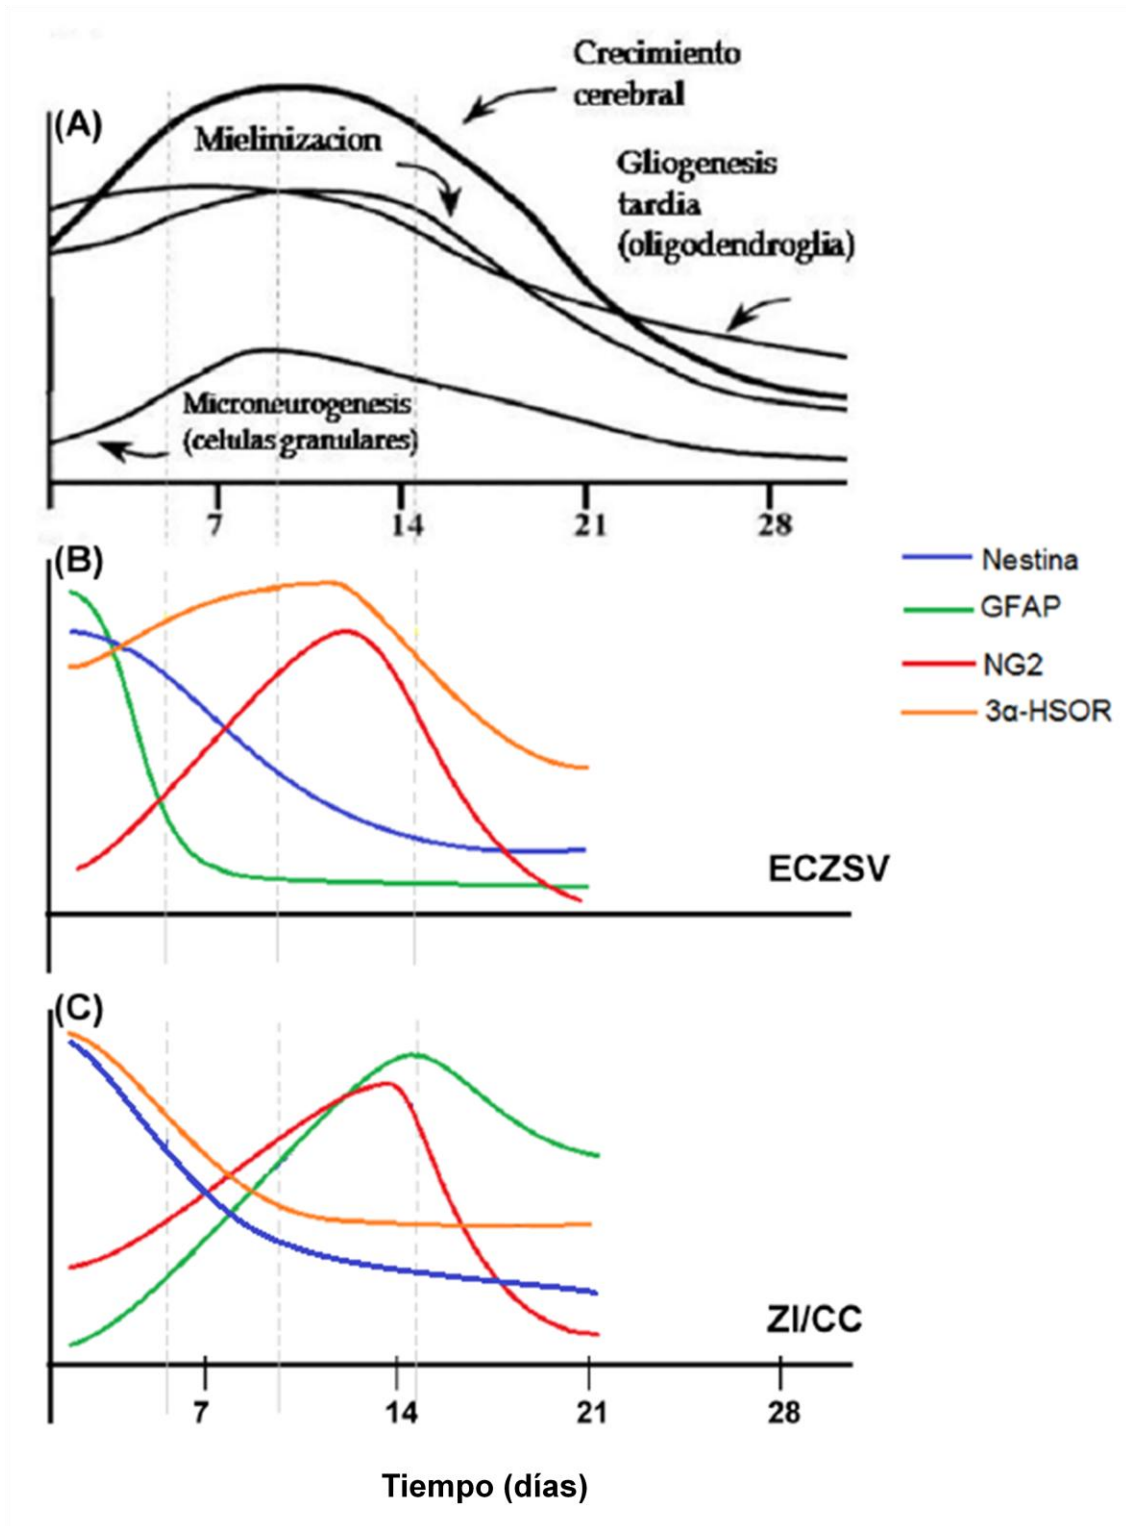 Crecimiento
cerebral
(A)
Mielinizacion
Gliogenesis
tardia
(oligodendroglia)
Microneurogenesis
(celulas granulares)
7
14
21
28
(B)
Nestina
GFAP
NG2
3α-HSOR
ECZSV
(C)
ZI/CC
7
14
21
28
Tiempo (días)